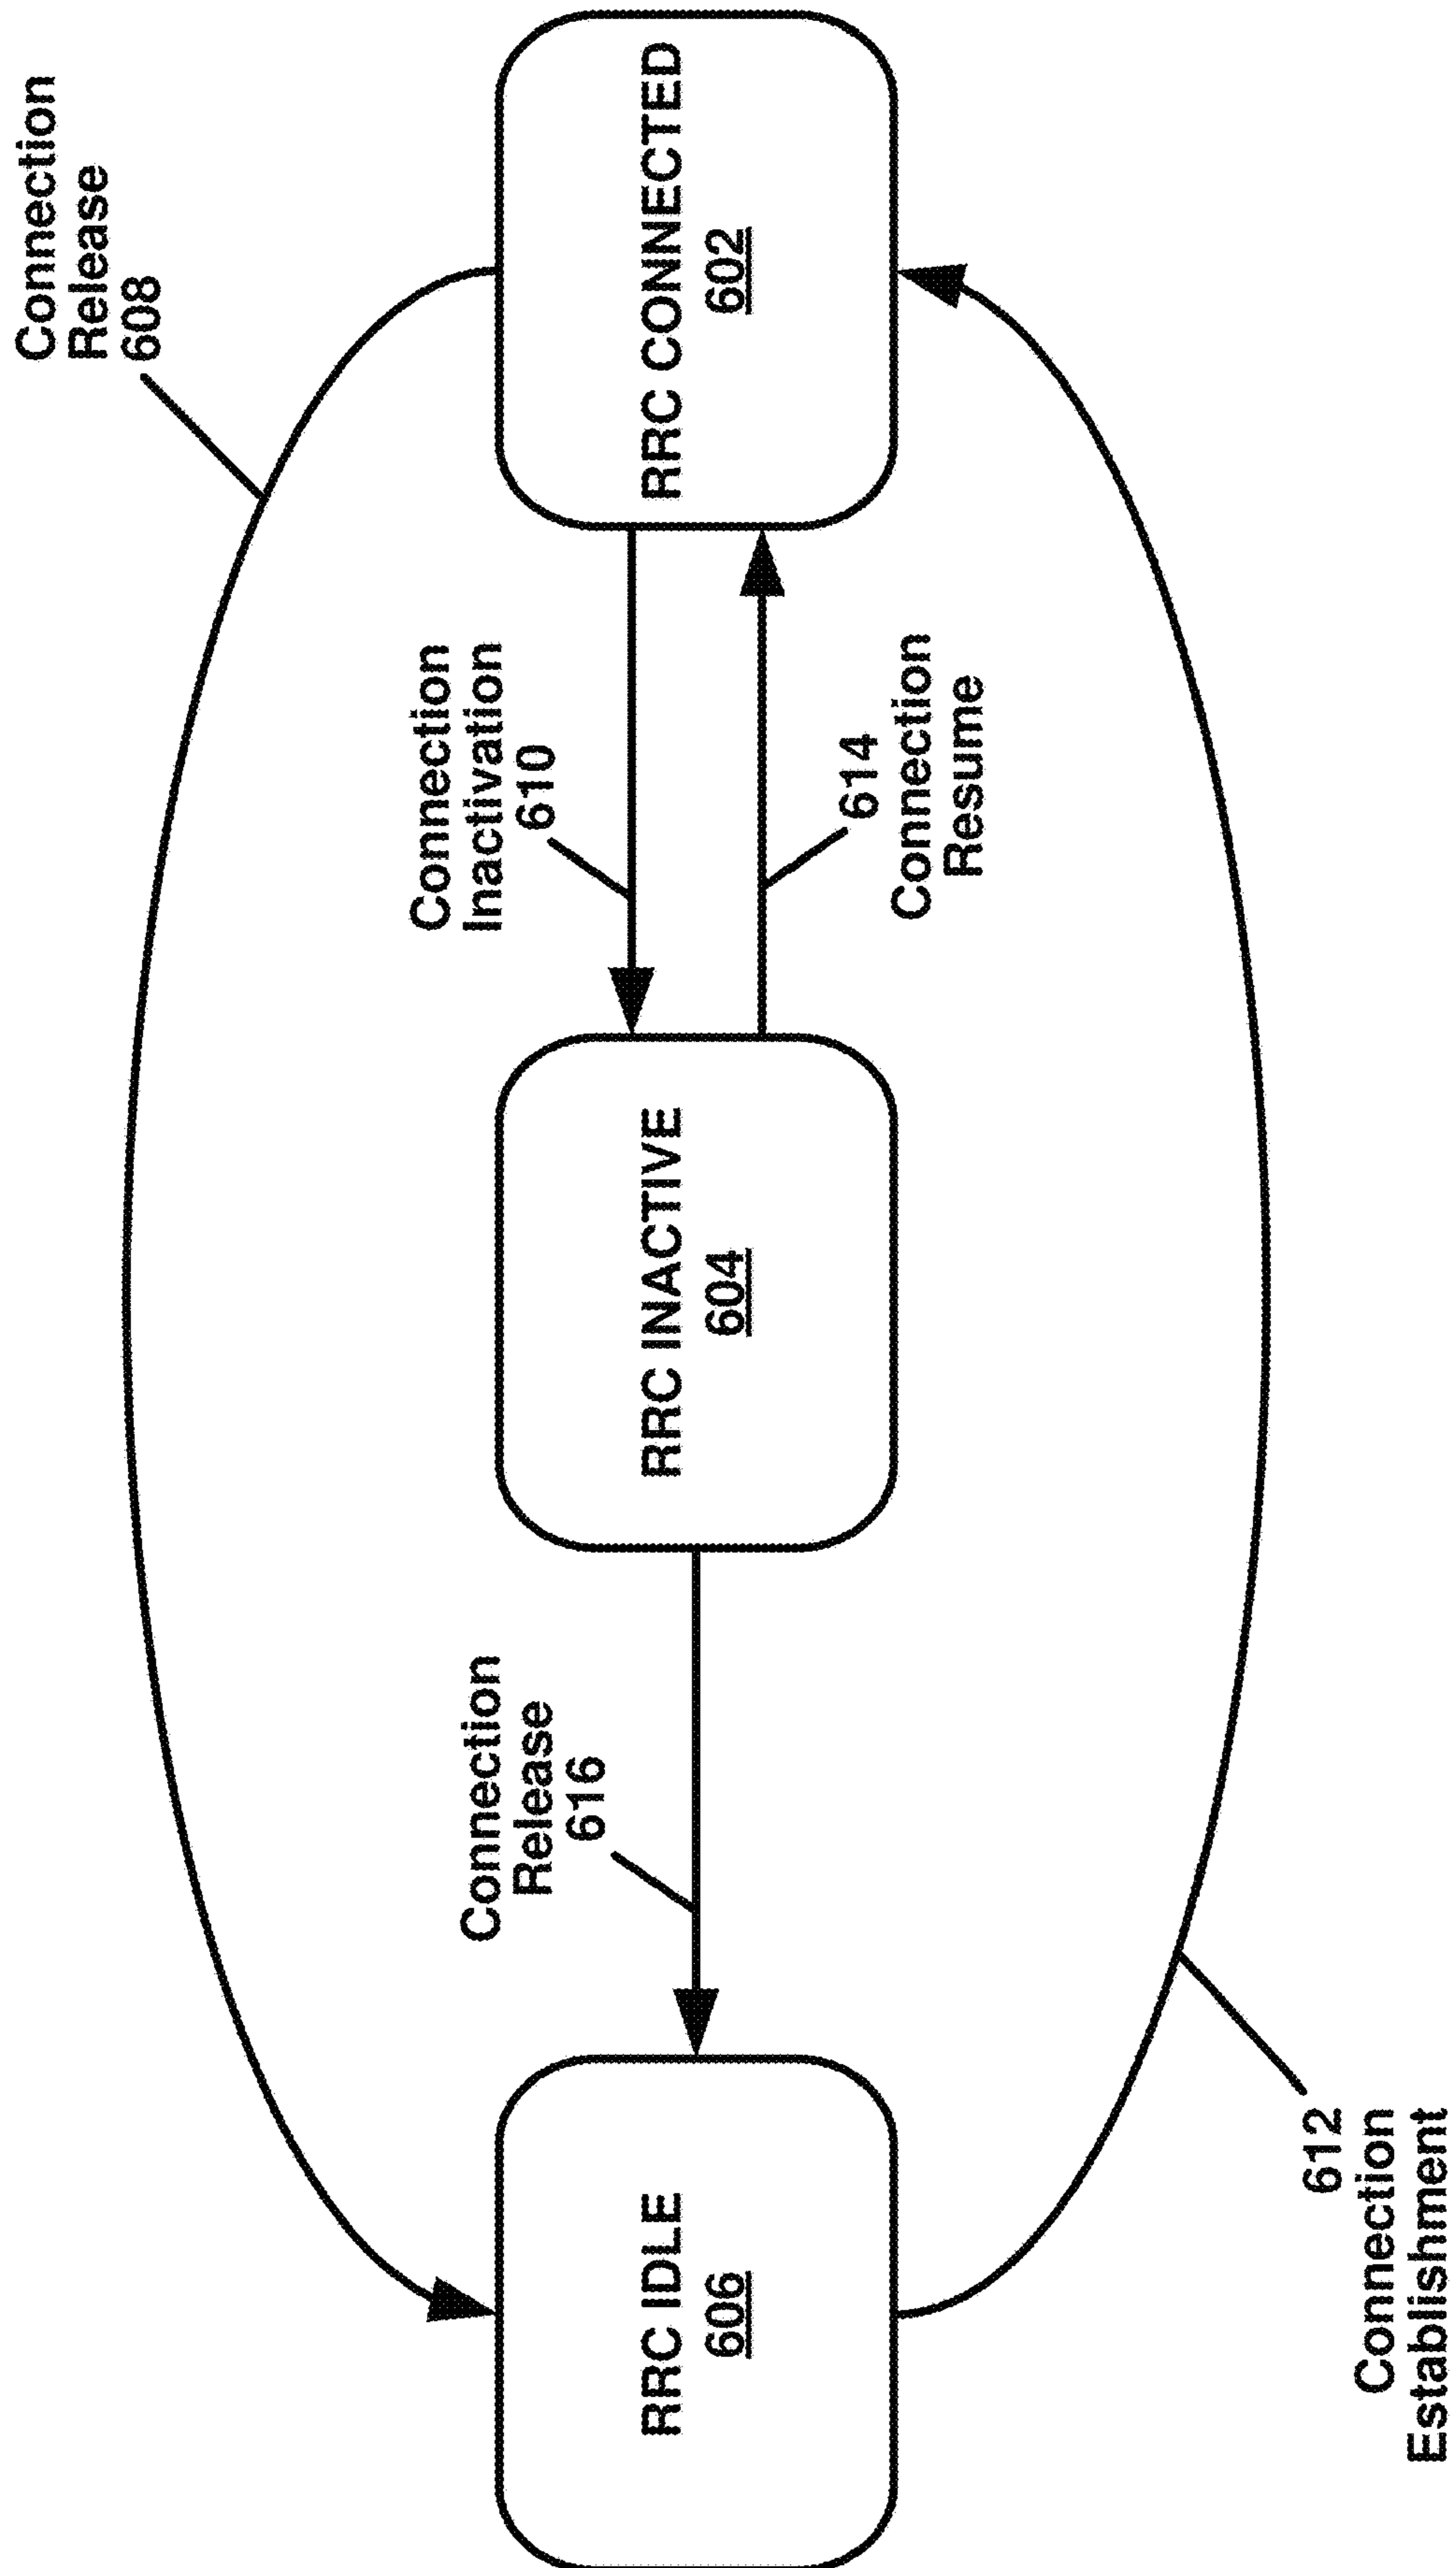 Connection
Release
608
Connection
Inactivation
610
Connection
Release
616
RRC IDLE
606
RRC INACTIVE
604
RRC CONNECTED
602
614
Connection
Resume
612
Connection
Establishment